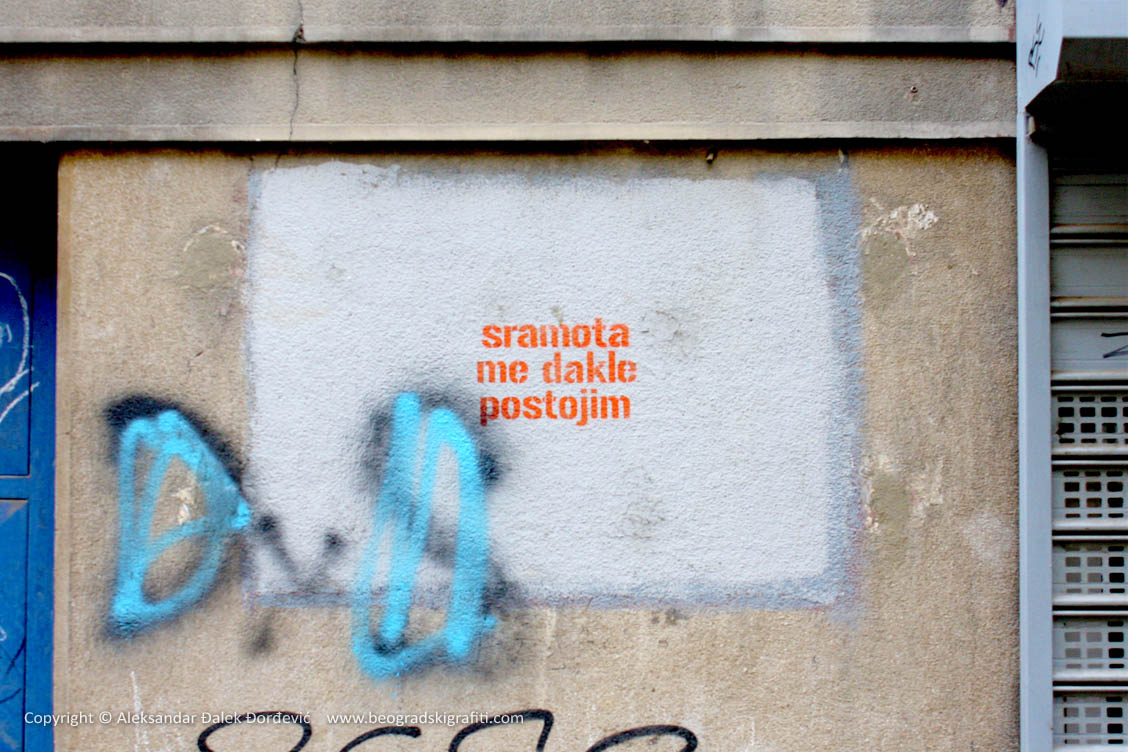 sramota
me dakle
postojim
Copyright © Aleksandar Đalek Đorđević www.beogradskigrafiti.com